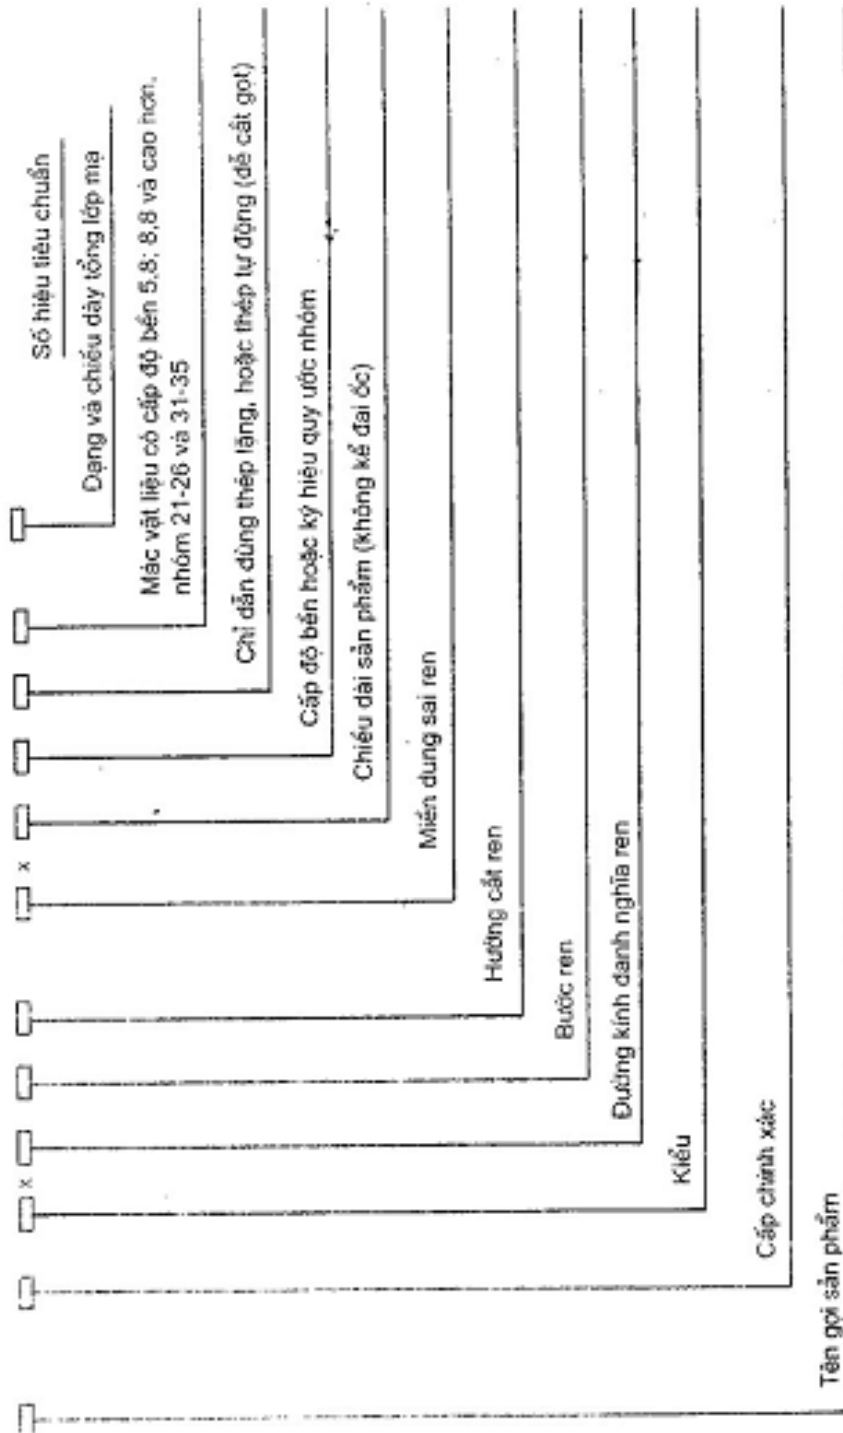 Số hiệu tiêu chuẩn
Dạng và chiều dày tổng lớp mạ
Mác vật liệu có cấp độ bền 5,8; 8,8 và cao hơn,
nhóm 21-26 và 31-35
Chỉ dẫn dùng thép lặng, hoặc thép tự động (dễ cắt gọt)
Cấp độ bền hoặc ký hiệu quy ước nhóm
Chiều dài sản phẩm (không kể đai ốc)
x
Miền dung sai ren
Hướng cắt ren
Bước ren
Đường kính danh nghĩa ren
x
Kiểu
Cấp chính xác
Tên gọi sản phẩm